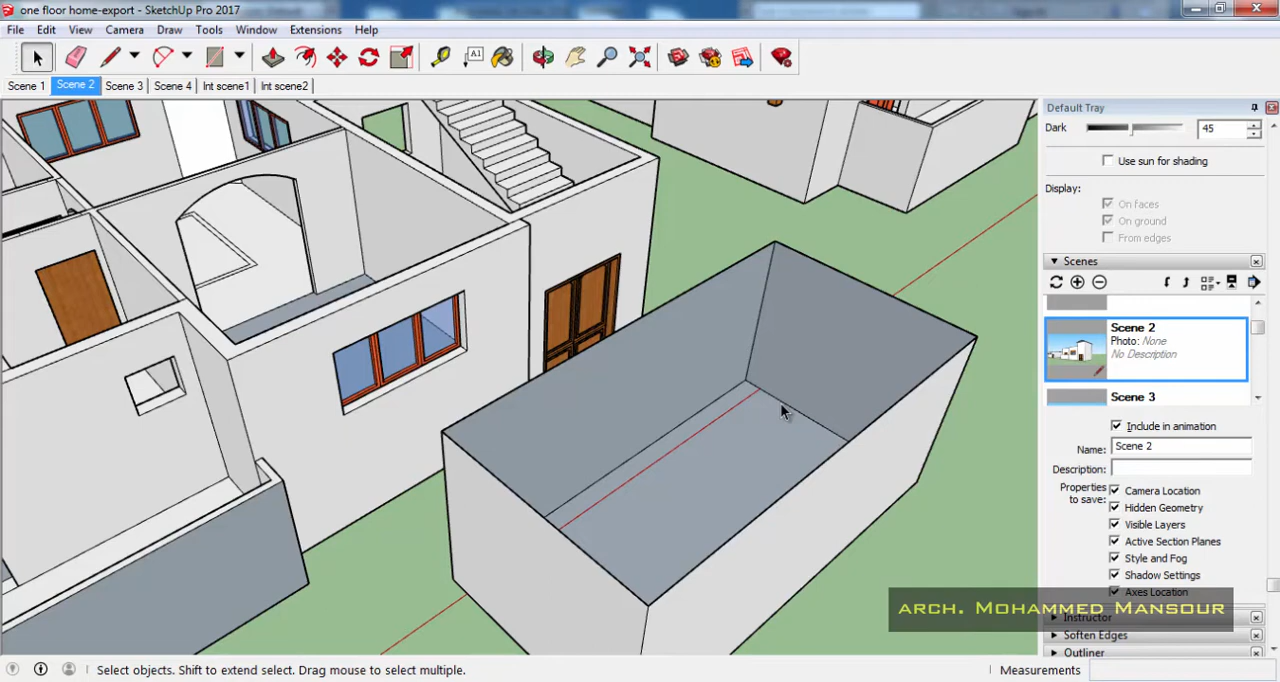 one floor home-export - SketchUp Pro 2017
File Edit View Camera Draw Tools Window Extensions Help
A1
Scene 1 Scene 2 Scene 3 Scene 4 Int scene1 Int scene2
Default Tray
Dark 45
Use sun for shading
Display:
On faces
On ground
From edges
Scenes
Scene 2
Photo: None
No Description
Scene 3
Include in animation
Name: Scene 2
Description:
Properties to save:
Camera Location
Hidden Geometry
Visible Layers
Active Section Planes
Style and Fog
Shadow Settings
Axes Location
ARCH. MOHAMMED MANSOUR
Instructor
Soften Edges
Outliner
Select objects. Shift to extend select. Drag mouse to select multiple.
Measurements